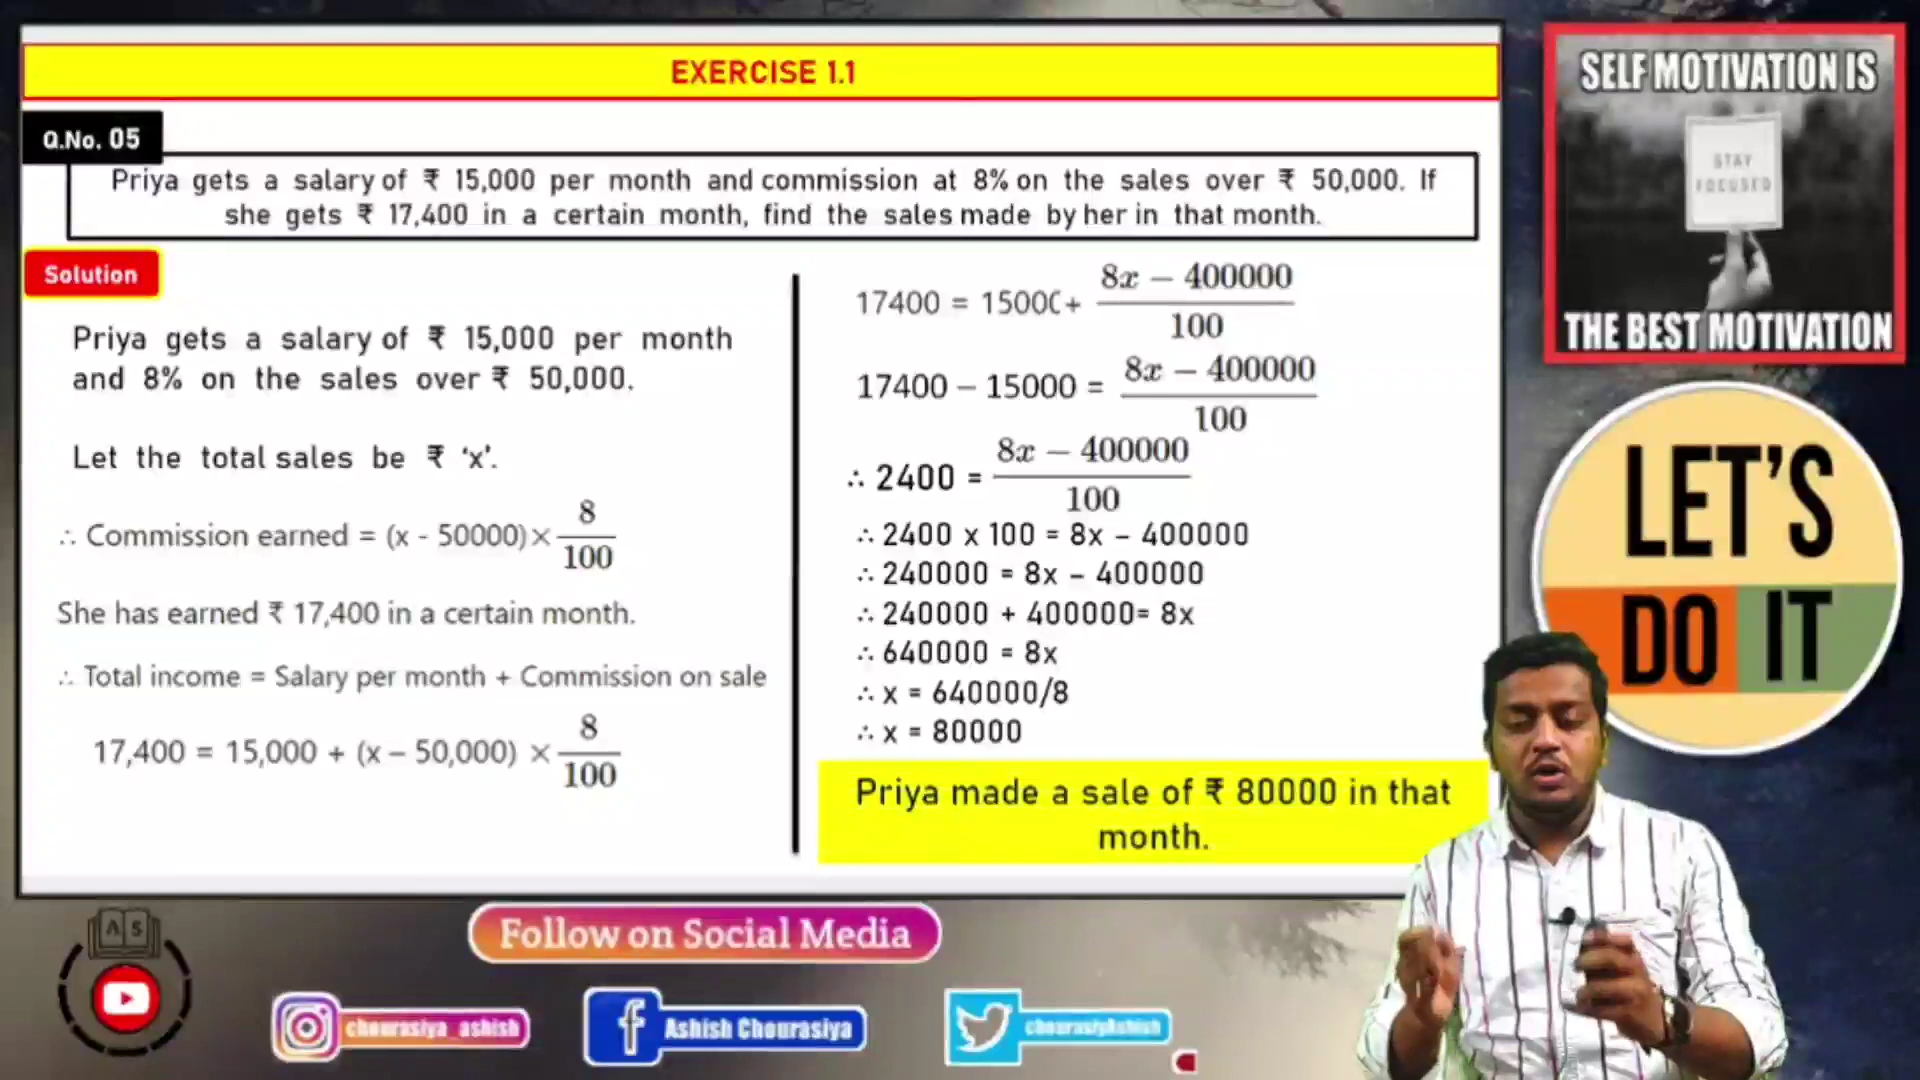 EXERCISE 1.1
Q.No. 05
Priya gets a salary of ₹ 15,000 per month and commission at 8% on the sales over ₹ 50,000. If
she gets ₹ 17,400 in a certain month, find the sales made by her in that month.
Solution
Priya gets a salary of ₹ 15,000 per month
and 8% on the sales over ₹ 50,000.
Let the total sales be ₹ ‘x’.
∴ Commission earned = (x - 50000) × 8/100
She has earned ₹ 17,400 in a certain month.
∴ Total income = Salary per month + Commission on sale
17,400 = 15,000 + (x – 50,000) × 8/100
17400 = 1500( + 8x − 400000/100
17400 – 15000 = 8x − 400000/100
∴ 2400 = 8x − 400000/100
∴ 2400 x 100 = 8x – 400000
∴ 240000 = 8x – 400000
∴ 240000 + 400000= 8x
∴ 640000 = 8x
∴ x = 640000/8
∴ x = 80000
Priya made a sale of ₹ 80000 in that
month.
SELF MOTIVATION IS
STAY
FOCUSED
THE BEST MOTIVATION
LET’S
DO IT
A S
Follow on Social Media
chourasiya_ashish
Ashish Chourasiya
chourasiyAshish